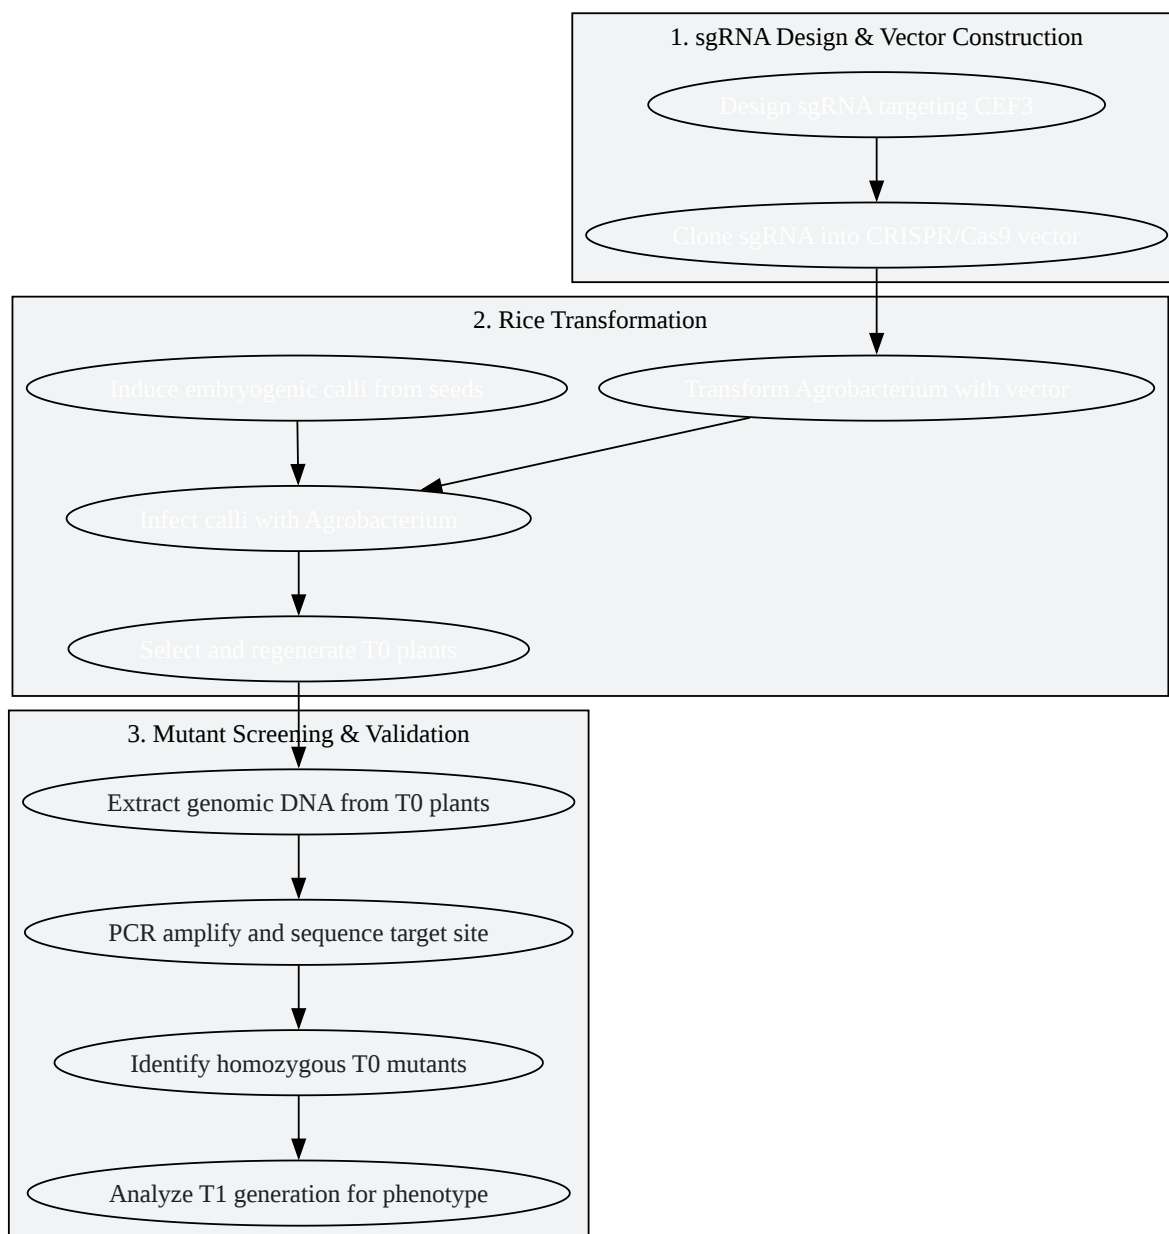 1. sgRNA Design & Vector Construction
Design sgRNA targeting CEF3
Clone sgRNA into CRISPR/Cas9 vector
2. Rice Transformation
Induce embryogenic calli from seeds
Transform Agrobacterium with vector
Infect calli with Agrobacterium
Select and regenerate T0 plants
3. Mutant Screening & Validation
Extract genomic DNA from T0 plants
PCR amplify and sequence target site
Identify homozygous T0 mutants
Analyze T1 generation for phenotype